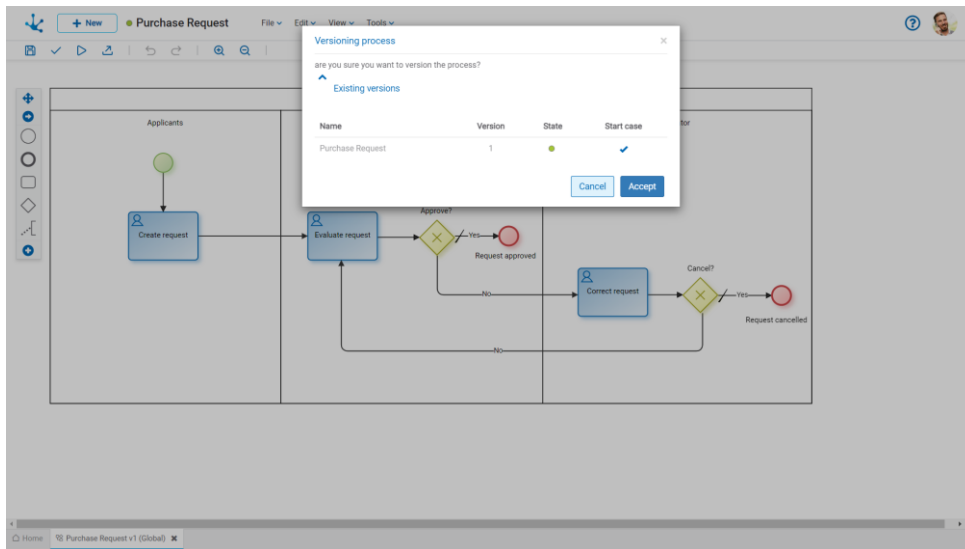 + New
Purchase Request
File
Edit
View
Tools
Versioning process
are you sure you want to version the process?
Existing versions
Name Version State Start case
Purchase Request 1
Cancel Accept
Applicants
tor
Create request
Evaluate request
Approve?
Yes
Request approved
No
Correct request
Cancel?
Yes
Request cancelled
No
Home
Purchase Request v1 (Global)